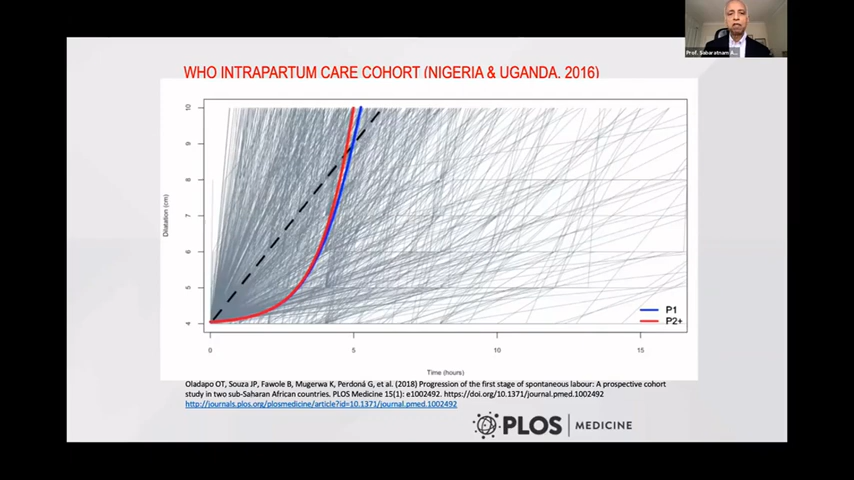 Prof. Sabaratnam A...
WHO INTRAPARTUM CARE COHORT (NIGERIA & UGANDA. 2016)
10
9
8
7
6
5
4
Dilatation (cm)
P1
P2+
0
5
10
15
Time (hours)
Oladapo OT, Souza JP, Fawole B, Mugerwa K, Perdoná G, et al. (2018) Progression of the first stage of spontaneous labour: A prospective cohort
study in two sub-Saharan African countries. PLOS Medicine 15(1): e1002492. https://doi.org/10.1371/journal.pmed.1002492
http://journals.plos.org/plosmedicine/article?id=10.1371/journal.pmed.1002492
PLOS | MEDICINE